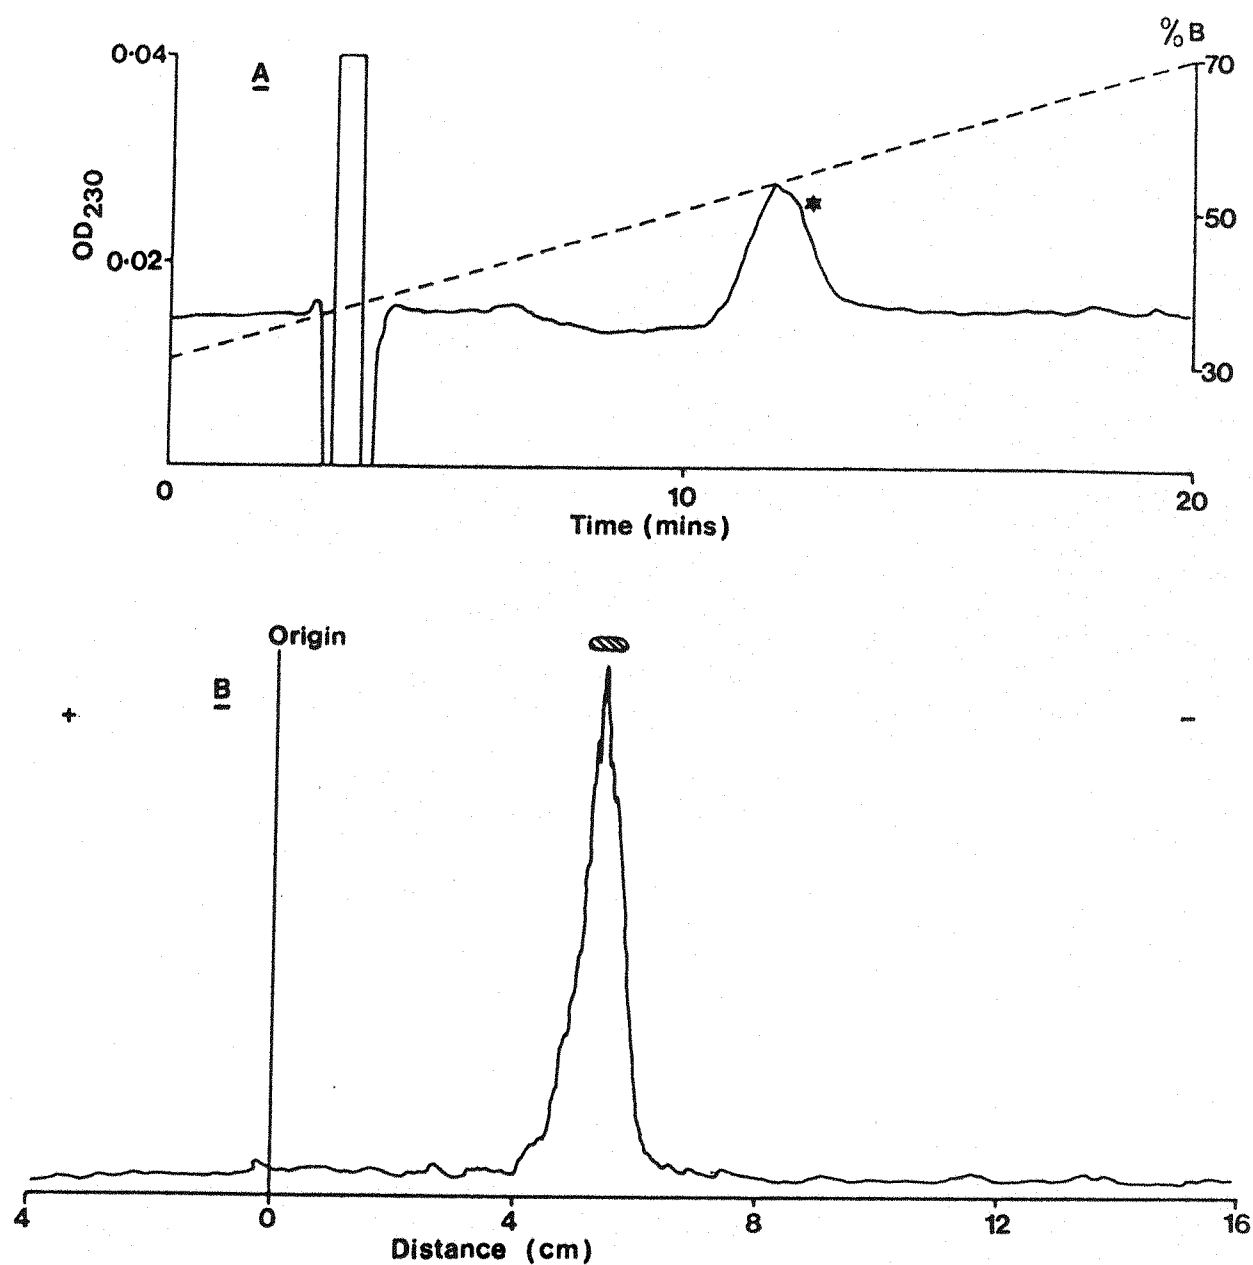 % B
0·04
A
70
OD230
50
0·02
30
0 10 20
Time (mins)
Origin
B
+ -
4 0 4 8 12 16
Distance (cm)